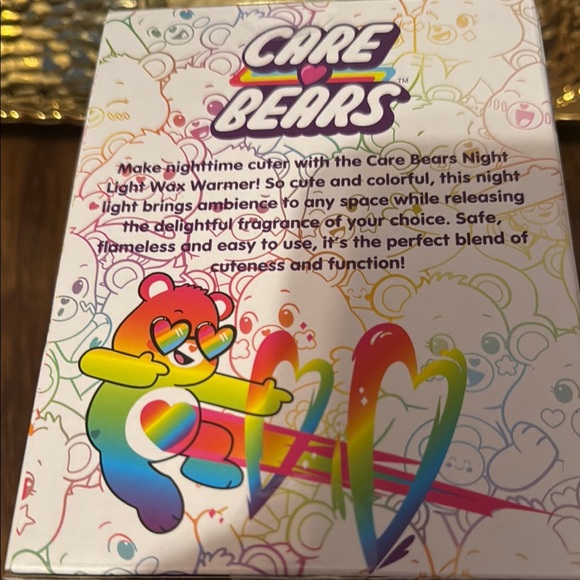 CARE
BEARS™
Make nighttime cuter with the Care Bears Night
Light Wax Warmer! So cute and colorful, this night
light brings ambience to any space while releasing
the delightful fragrance of your choice. Safe,
flameless and easy to use, it's the perfect blend of
cuteness and function!